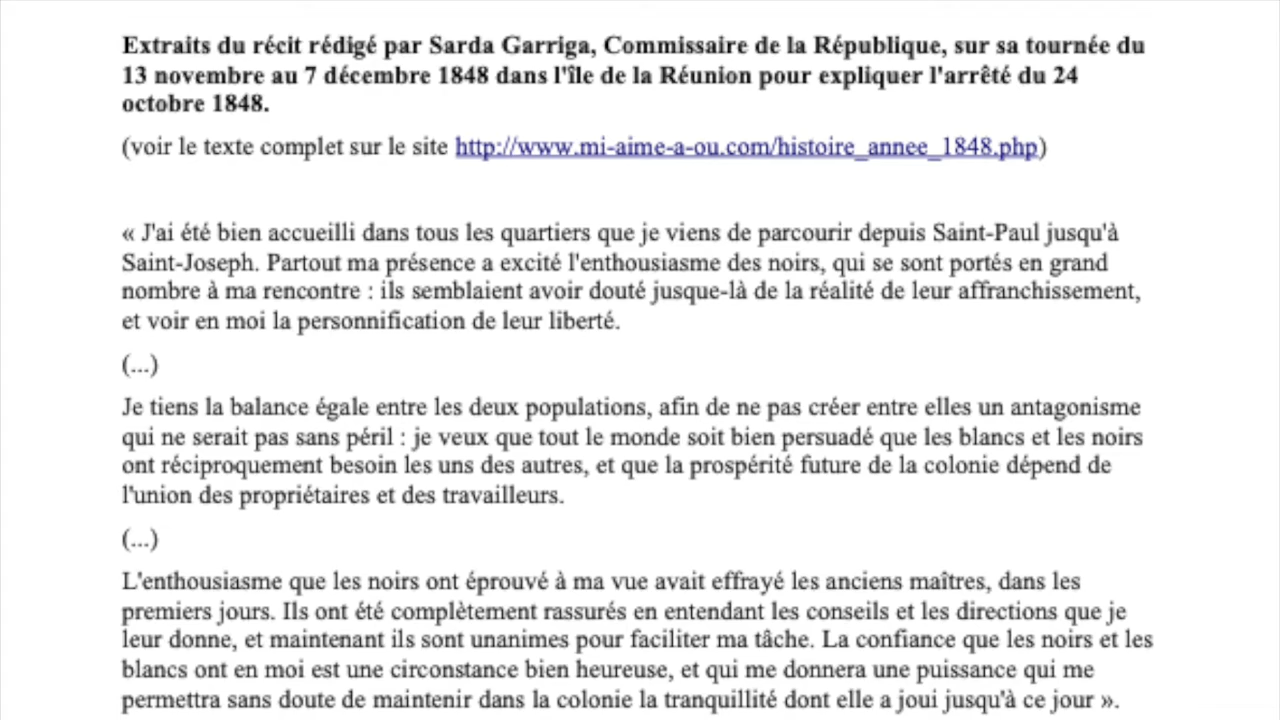 Extraits du récit rédigé par Sarda Garriga, Commissaire de la République, sur sa tournée du
13 novembre au 7 décembre 1848 dans l'île de la Réunion pour expliquer l'arrêté du 24
octobre 1848.
(voir le texte complet sur le site http://www.mi-aime-a-ou.com/histoire_annee_1848.php)
« J'ai été bien accueilli dans tous les quartiers que je viens de parcourir depuis Saint-Paul jusqu'à
Saint-Joseph. Partout ma présence a excité l'enthousiasme des noirs, qui se sont portés en grand
nombre à ma rencontre : ils semblaient avoir douté jusque-là de la réalité de leur affranchissement,
et voir en moi la personnification de leur liberté.
(...)
Je tiens la balance égale entre les deux populations, afin de ne pas créer entre elles un antagonisme
qui ne serait pas sans péril : je veux que tout le monde soit bien persuadé que les blancs et les noirs
ont réciproquement besoin les uns des autres, et que la prospérité future de la colonie dépend de
l'union des propriétaires et des travailleurs.
(...)
L'enthousiasme que les noirs ont éprouvé à ma vue avait effrayé les anciens maîtres, dans les
premiers jours. Ils ont été complètement rassurés en entendant les conseils et les directions que je
leur donne, et maintenant ils sont unanimes pour faciliter ma tâche. La confiance que les noirs et les
blancs ont en moi est une circonstance bien heureuse, et qui me donnera une puissance qui me
permettra sans doute de maintenir dans la colonie la tranquillité dont elle a joui jusqu'à ce jour ».